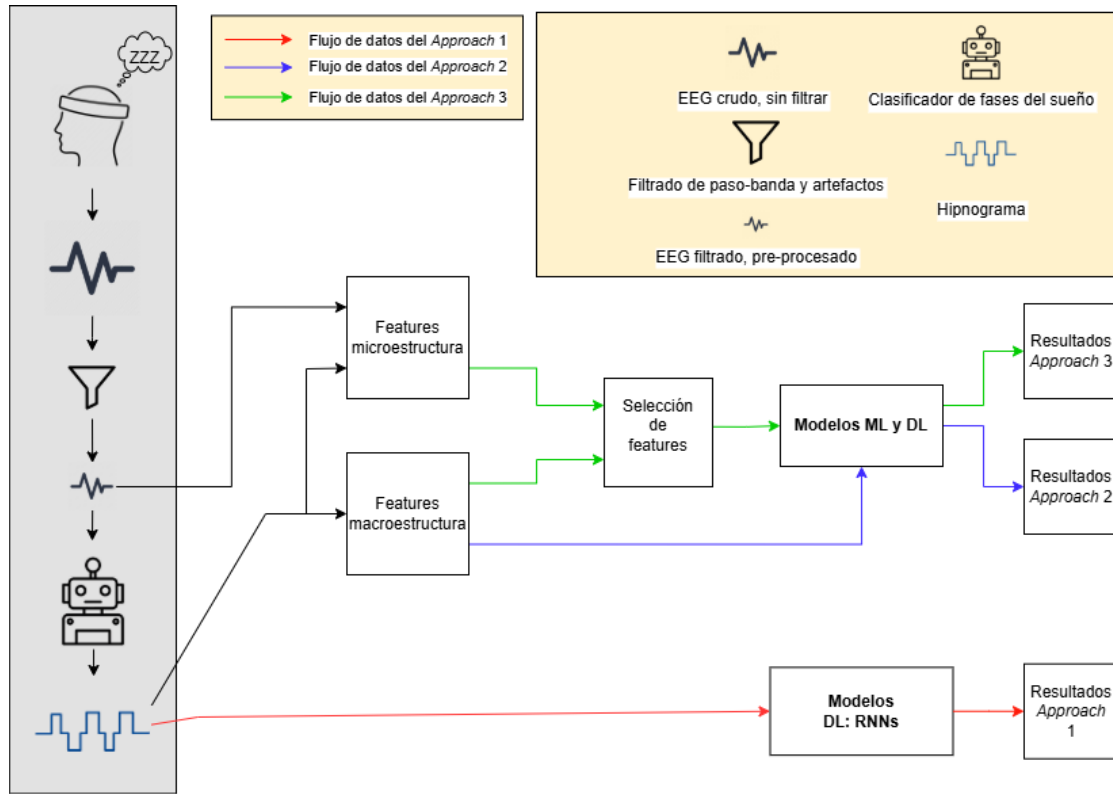 ZZZ
Flujo de datos del Approach 1
Flujo de datos del Approach 2
Flujo de datos del Approach 3
EEG crudo, sin filtrar
Clasificador de fases del sueño
Filtrado de paso-banda y artefactos
Hipnograma
EEG filtrado, pre-procesado
Features
microestructura
Features
macroestructura
Selección
de
features
Modelos ML y DL
Resultados
Approach 3
Resultados
Approach 2
Modelos
DL: RNNs
Resultados
Approach
1